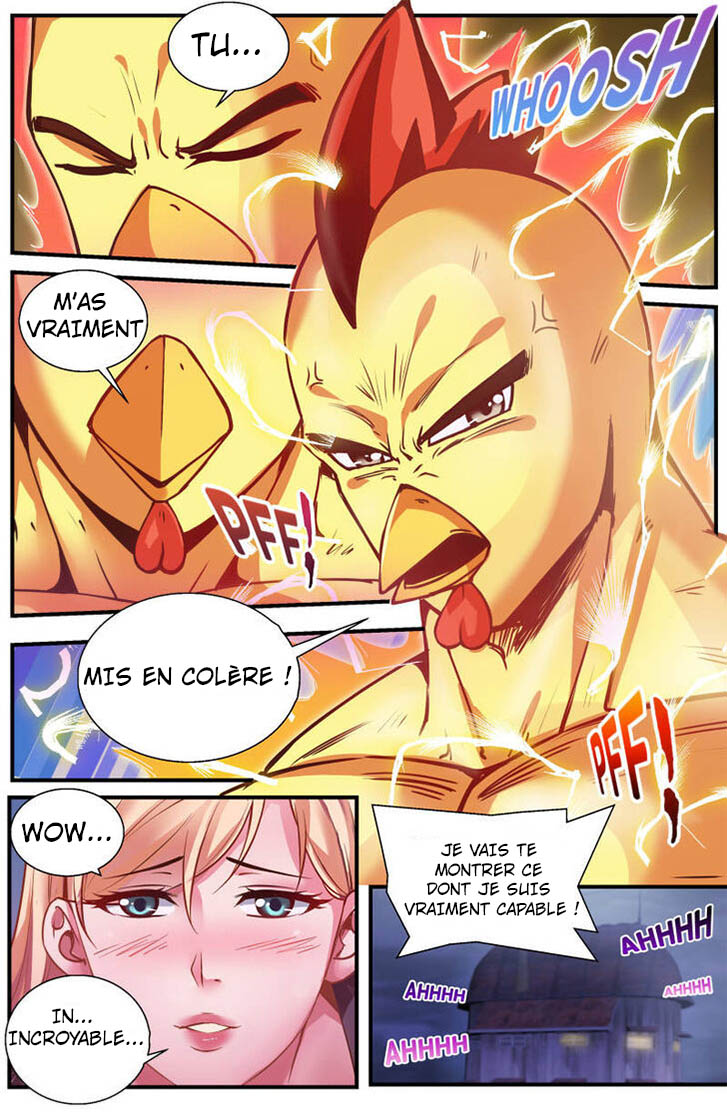 TU...
WHOOSH
M'AS
VRAIMENT
PFF!
MIS EN COLÈRE !
PFF!
WOW...
IN...
INCROYABLE...
JE VAIS TE
MONTRER CE
DONT JE SUIS
VRAIMENT CAPABLE !
AHHHH
AHHHH
AHHHH
AHHHH